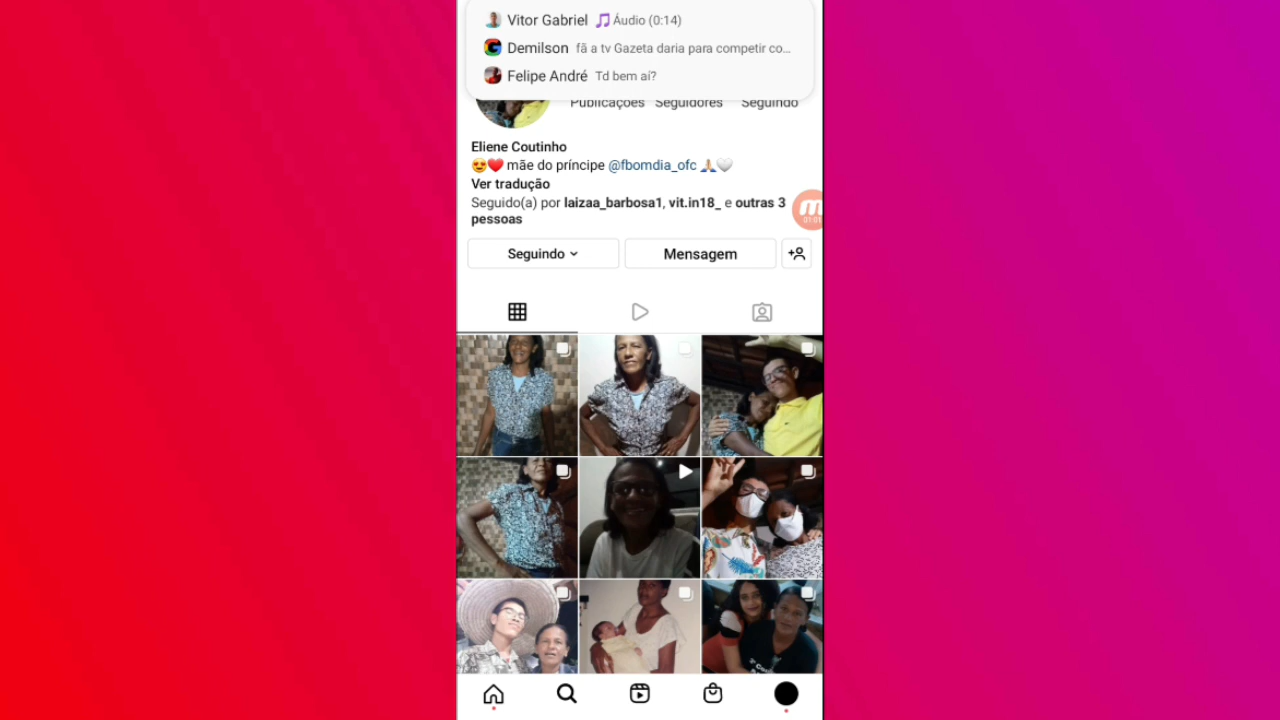 Vitor Gabriel 🎵 Áudio (0:14)
Demilson fã a tv Gazeta daria para competir co...
Felipe André Td bem aí?
Publicações Seguidores Seguindo
Eliene Coutinho
😍❤️ mãe do príncipe @fbomdia_ofc 🙏🏼🤍
Ver tradução
Seguido(a) por laizaa_barbosa1, vit.in18_ e outras 3
pessoas
01:01
Seguindo
Mensagem